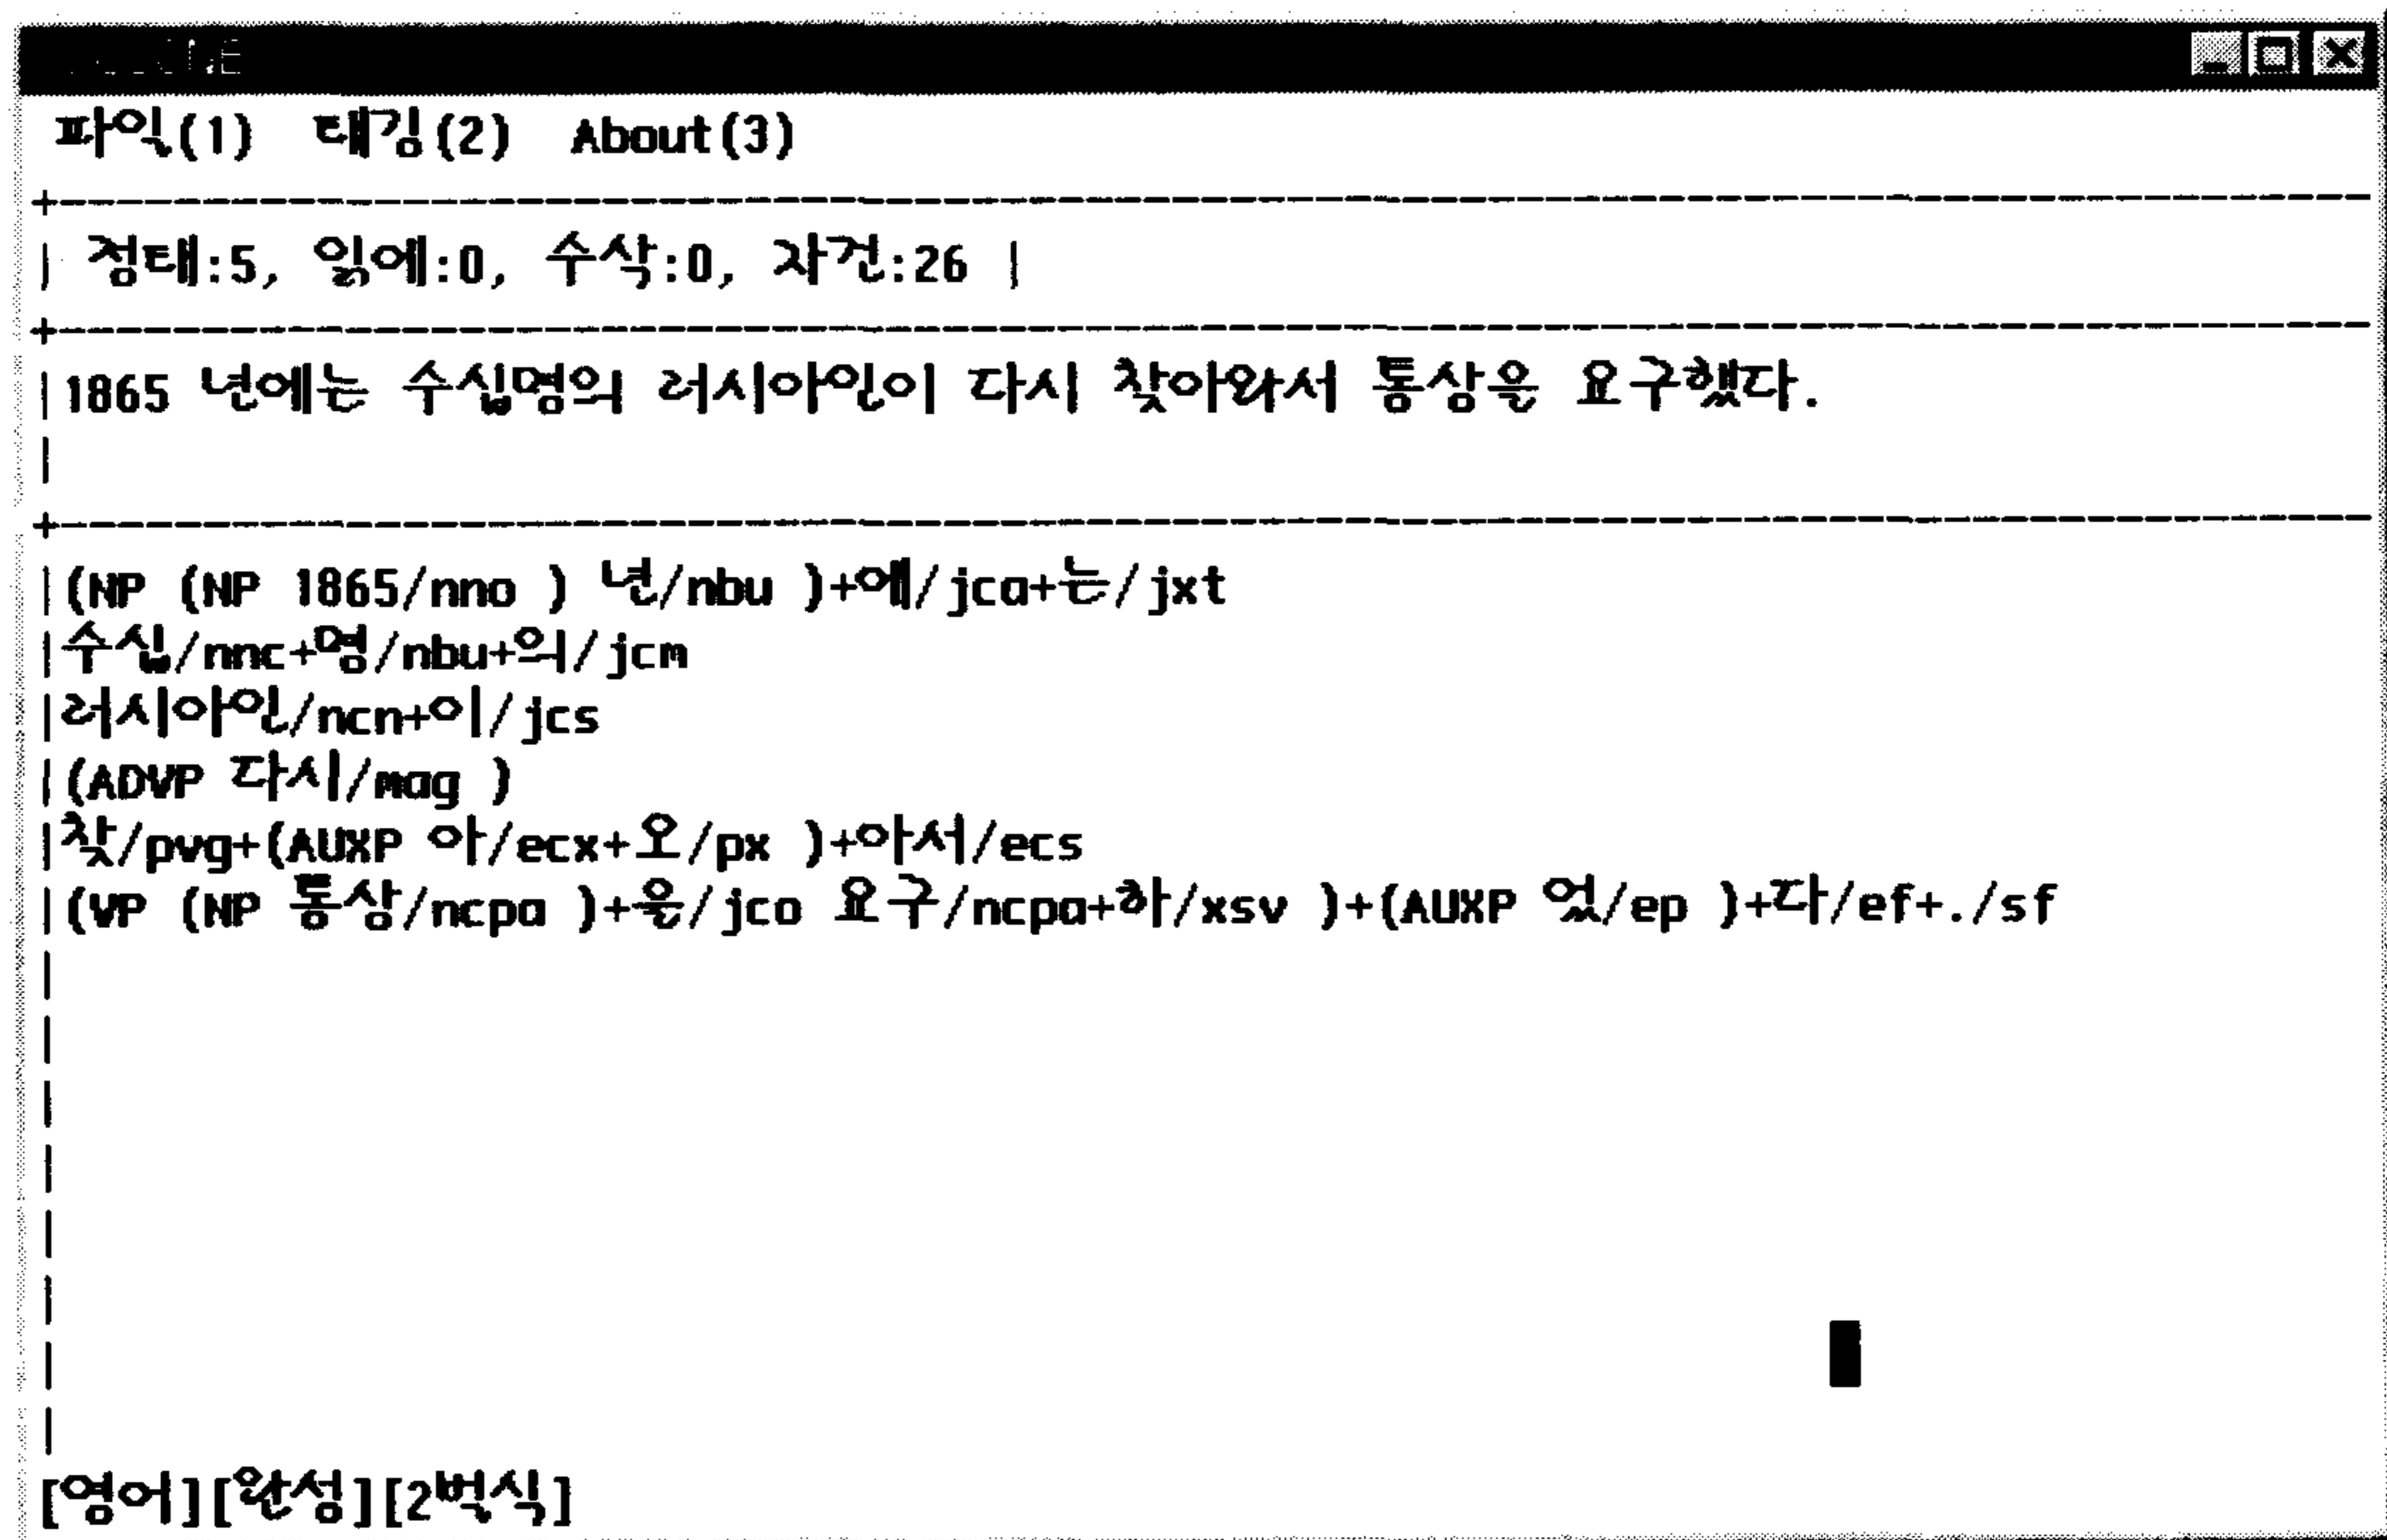 파일(1) 태깅(2) About(3)
정태:5, 읽에:0, 수삭:0, 자건:26
1865 년에는 수십명의 러시아인이 다시 찾아와서 통상을 요구했다.
(NP (NP 1865/nno ) 년/nbu )+에/jca+는/jxt
수십/nnc+명/nbu+의/jcm
러시아인/ncn+이/jcs
(ADVP 다시/mag )
찾/pvg+(AUXP 아/ecx+오/px )+아서/ecs
(VP (NP 통상/ncpa )+을/jco 요구/ncpa+하/xsv )+(AUXP 었/ep )+다/ef+./sf
[영어][완성][2벌식]